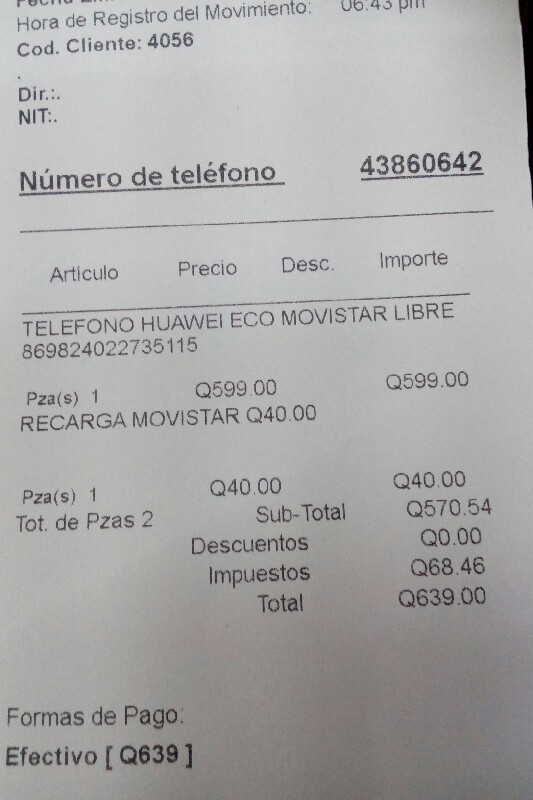 Hora de Registro del Movimiento: 06:43 pm
Cod. Cliente: 4056
.
Dir.:.
NIT:.
Número de teléfono 43860642
Articulo Precio Desc. Importe
TELEFONO HUAWEI ECO MOVISTAR LIBRE
869824022735115
Pza(s) 1 Q599.00 Q599.00
RECARGA MOVISTAR Q40.00
Pza(s) 1 Q40.00 Q40.00
Tot. de Pzas 2 Sub-Total Q570.54
Descuentos Q0.00
Impuestos Q68.46
Total Q639.00
Formas de Pago:
Efectivo [ Q639 ]